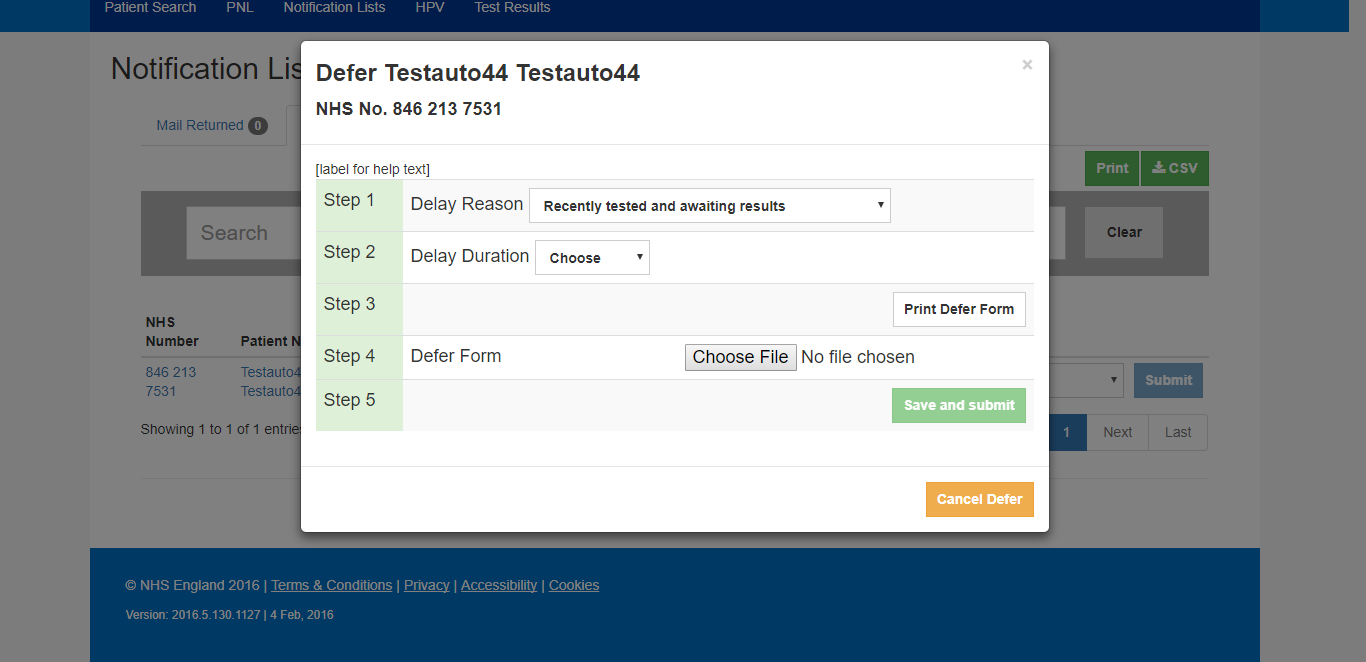 Patient Search PNL Notification Lists HPV Test Results
Notification Lis
Defer Testauto44 Testauto44
×
NHS No. 846 213 7531
Mail Returned 0
Print CSV
[label for help text]
Step 1 Delay Reason Recently tested and awaiting results
Search
Clear
Step 2 Delay Duration Choose
Step 3 Print Defer Form
NHS
Number
Patient N
Step 4 Defer Form Choose File No file chosen
846 213
7531
Testauto4
Testauto4
Submit
Step 5 Save and submit
Showing 1 to 1 of 1 entries
1 Next Last
Cancel Defer
© NHS England 2016 | Terms & Conditions | Privacy | Accessibility | Cookies
Version: 2016.5.130.1127 | 4 Feb, 2016